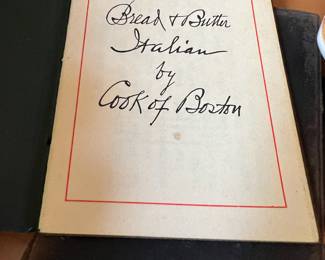 Bread & Butter
Italian
by
Cook of Boston